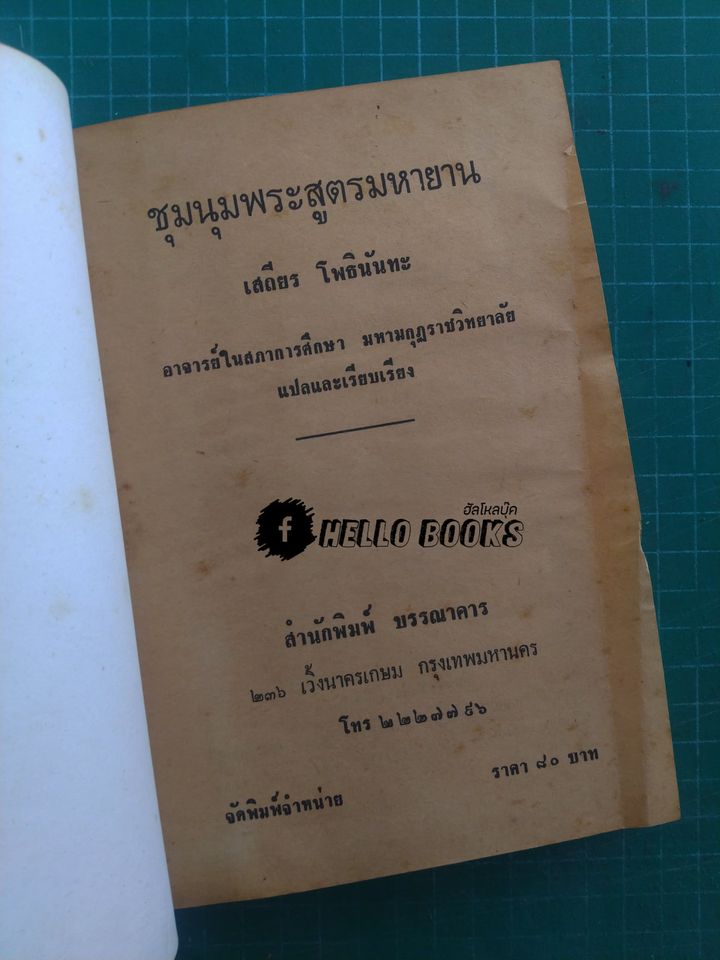 ชุมนุมพระสูตรมหายาน
เสถียร โพธินันทะ
อาจารย์ในสภาการศึกษา มหามกุฏราชวิทยาลัย
แปลและเรียบเรียง
ฮัลโหลบุ๊ค
f HELLO BOOKS
สำนักพิมพ์ บรรณาคาร
๒๓๖ เวิ้งนาครเกษม กรุงเทพมหานคร
โทร ๒๒๒๗๗๙๖
จัดพิมพ์จำหน่าย
ราคา ๘๐ บาท